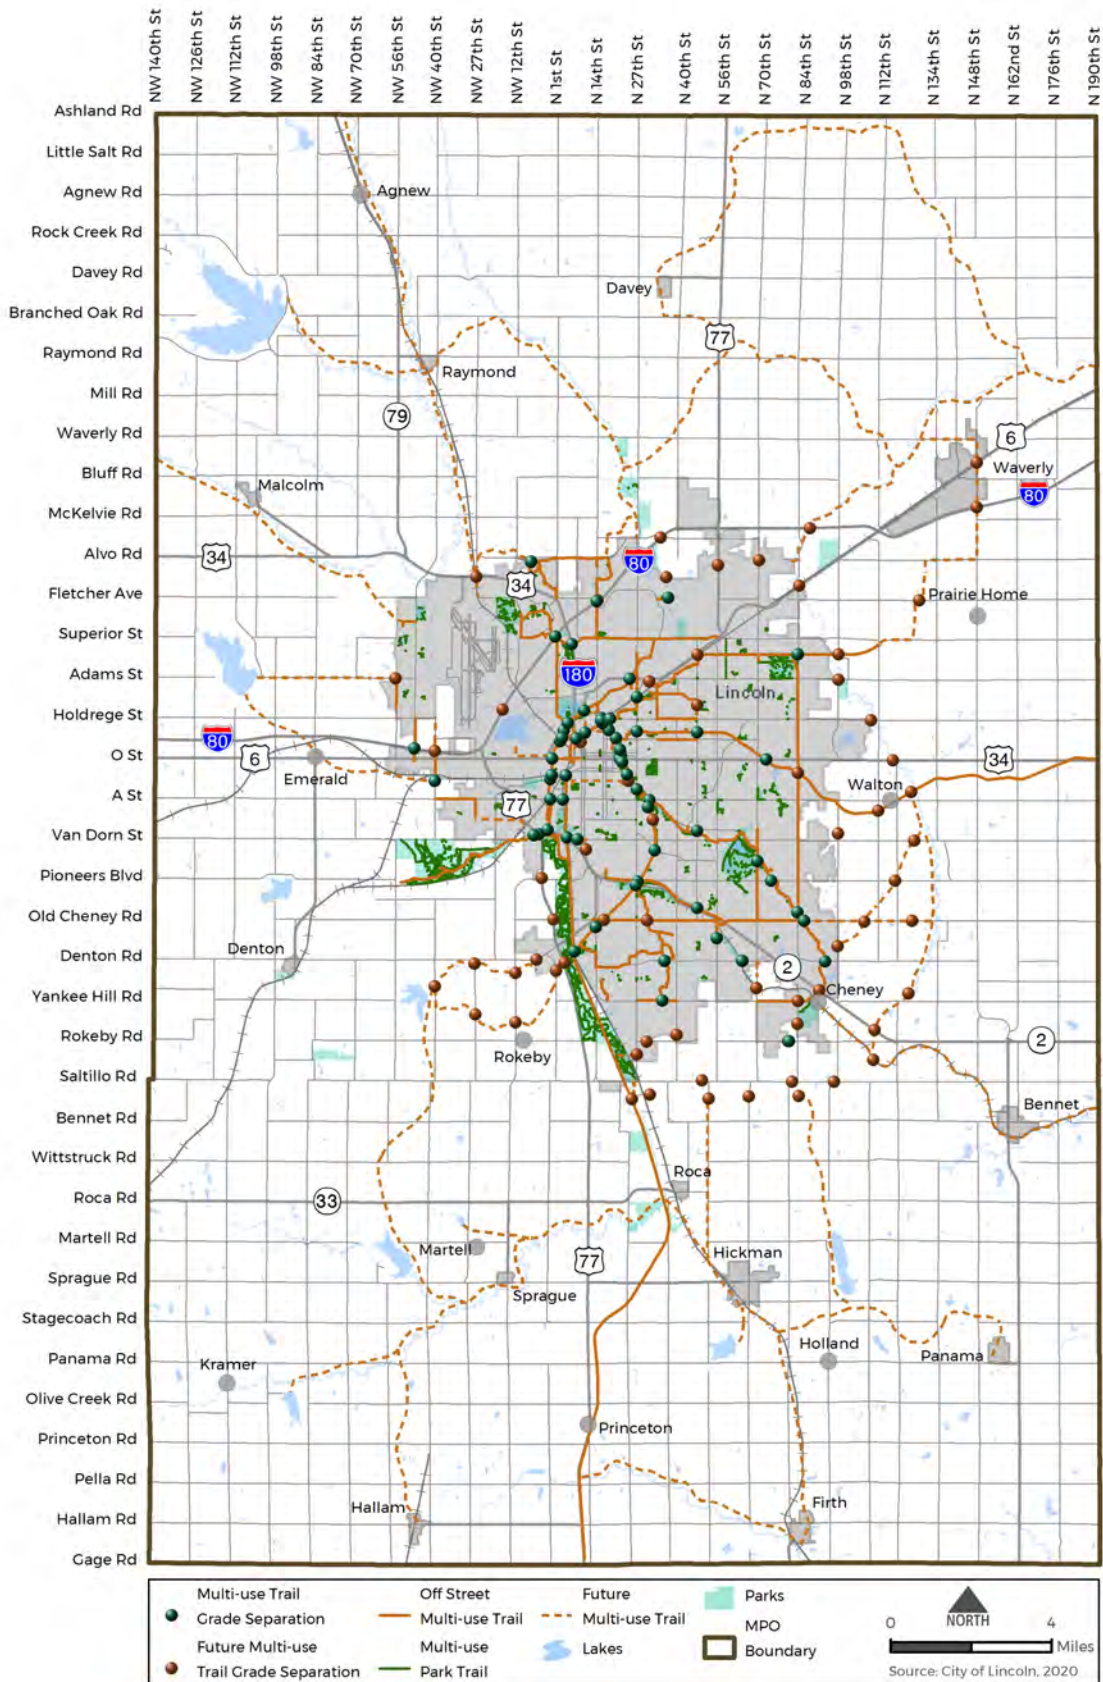 NW 140th St
NW 126th St
NW 112th St
NW 98th St
NW 84th St
NW 70th St
NW 56th St
NW 40th St
NW 27th St
NW 12th St
N 1st St
N 14th St
N 27th St
N 40th St
N 56th St
N 70th St
N 84th St
N 98th St
N 112th St
N 134th St
N 148th St
N 162nd St
N 176th St
N 190th St
Ashland Rd
Little Salt Rd
Agnew Rd
Agnew
Rock Creek Rd
Davey Rd
Davey
Branched Oak Rd
77
Raymond Rd
Raymond
Mill Rd
79
Waverly Rd
6
Waverly
Bluff Rd
Malcolm
80
McKelvie Rd
Alvo Rd
34
80
34
Fletcher Ave
Prairie Home
Superior St
180
Adams St
Lincoln
Holdrege St
80
6
O St
34
Emerald
Walton
A St
77
Van Dorn St
Pioneers Blvd
Old Cheney Rd
Denton
Denton Rd
2
Cheney
Yankee Hill Rd
Rokeby Rd
Rokeby
2
Saltillo Rd
Bennet
Bennet Rd
Wittstruck Rd
Roca
Roca Rd
33
Martell Rd
Martell
Hickman
77
Sprague Rd
Sprague
Stagecoach Rd
Holland
Panama Rd
Panama
Kramer
Olive Creek Rd
Princeton
Princeton Rd
Pella Rd
Hallam
Firth
Hallam Rd
Gage Rd
Multi-use Trail
Grade Separation
Future Multi-use
Trail Grade Separation
Off Street
Multi-use Trail
Multi-use
Park Trail
Future
Multi-use Trail
Lakes
Parks
MPO
Boundary
NORTH
0 4
Miles
Source: City of Lincoln, 2020